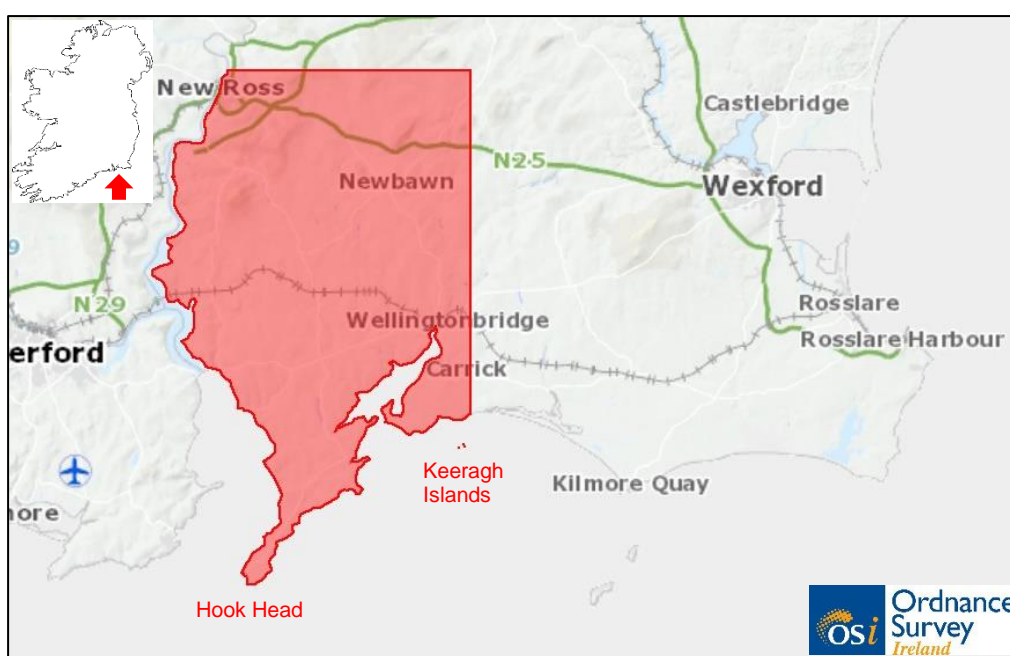 New Ross
Castlebridge
N25
Newbawn
Wexford
N29
Wellingtonbridge
Rosslare
Rosslare Harbour
erford
Carrick
Keeragh
Islands
Kilmore Quay
nore
Hook Head
osi
Ordnance
Survey
Ireland